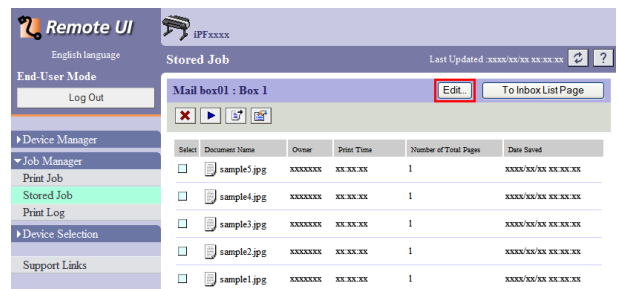 Remote UI
iPFxxxx
English language
Stored Job
Last Updated :xxxx/xx/xx xx:xx:xx
?
End-User Mode
Log Out
Mail box01 : Box 1
Edit...
To Inbox List Page
Device Manager
Job Manager
Print Job
Stored Job
Print Log
Device Selection
Support Links
Select Document Name Owner Print Time Number of Total Pages Date Saved
sample5.jpg xxxxxxx xx:xx:xx 1 xxxx/xx/xx xx:xx:xx
sample4.jpg xxxxxxx xx:xx:xx 1 xxxx/xx/xx xx:xx:xx
sample3.jpg xxxxxxx xx:xx:xx 1 xxxx/xx/xx xx:xx:xx
sample2.jpg xxxxxxx xx:xx:xx 1 xxxx/xx/xx xx:xx:xx
sample1.jpg xxxxxxx xx:xx:xx 1 xxxx/xx/xx xx:xx:xx